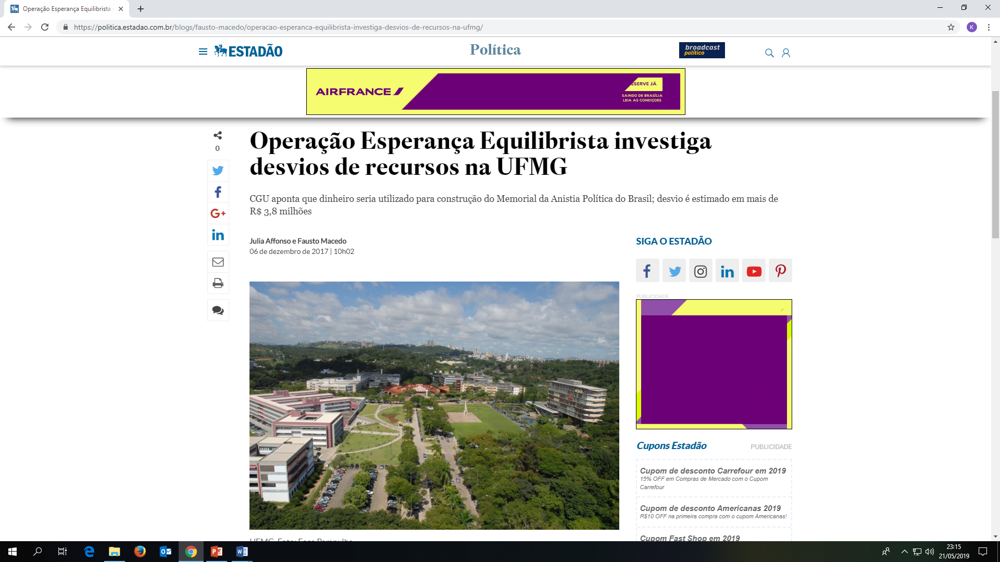 Operação Esperança Equilibrista
https://politica.estadao.com.br/blogs/fausto-macedo/operacao-esperanca-equilibrista-investiga-desvios-de-recursos-na-ufmg/
K
ESTADÃO
Política
broadcast
político
AIRFRANCE
ESERVE JÁ
SAINDO DE BRASÍLIA
LEIA AS CONDIÇOES
0
Operação Esperança Equilibrista investiga
desvios de recursos na UFMG
CGU aponta que dinheiro seria utilizado para construção do Memorial da Anistia Política do Brasil; desvio é estimado em mais de
R$ 3,8 milhões
Julia Affonso e Fausto Macedo
06 de dezembro de 2017 | 10h02
SIGA O ESTADÃO
PUBLICIDADE
Cupons Estadão
PUBLICIDADE
Cupom de desconto Carrefour em 2019
15% OFF em Compras de Mercado com o Cupom
Carrefour
Cupom de desconto Americanas 2019
R$10 OFF na primeira compra com o cupom Americanas!
Cupom Fast Shop em 2019
UFMG. Foto: Foca Pampulha
23:15
21/05/2019